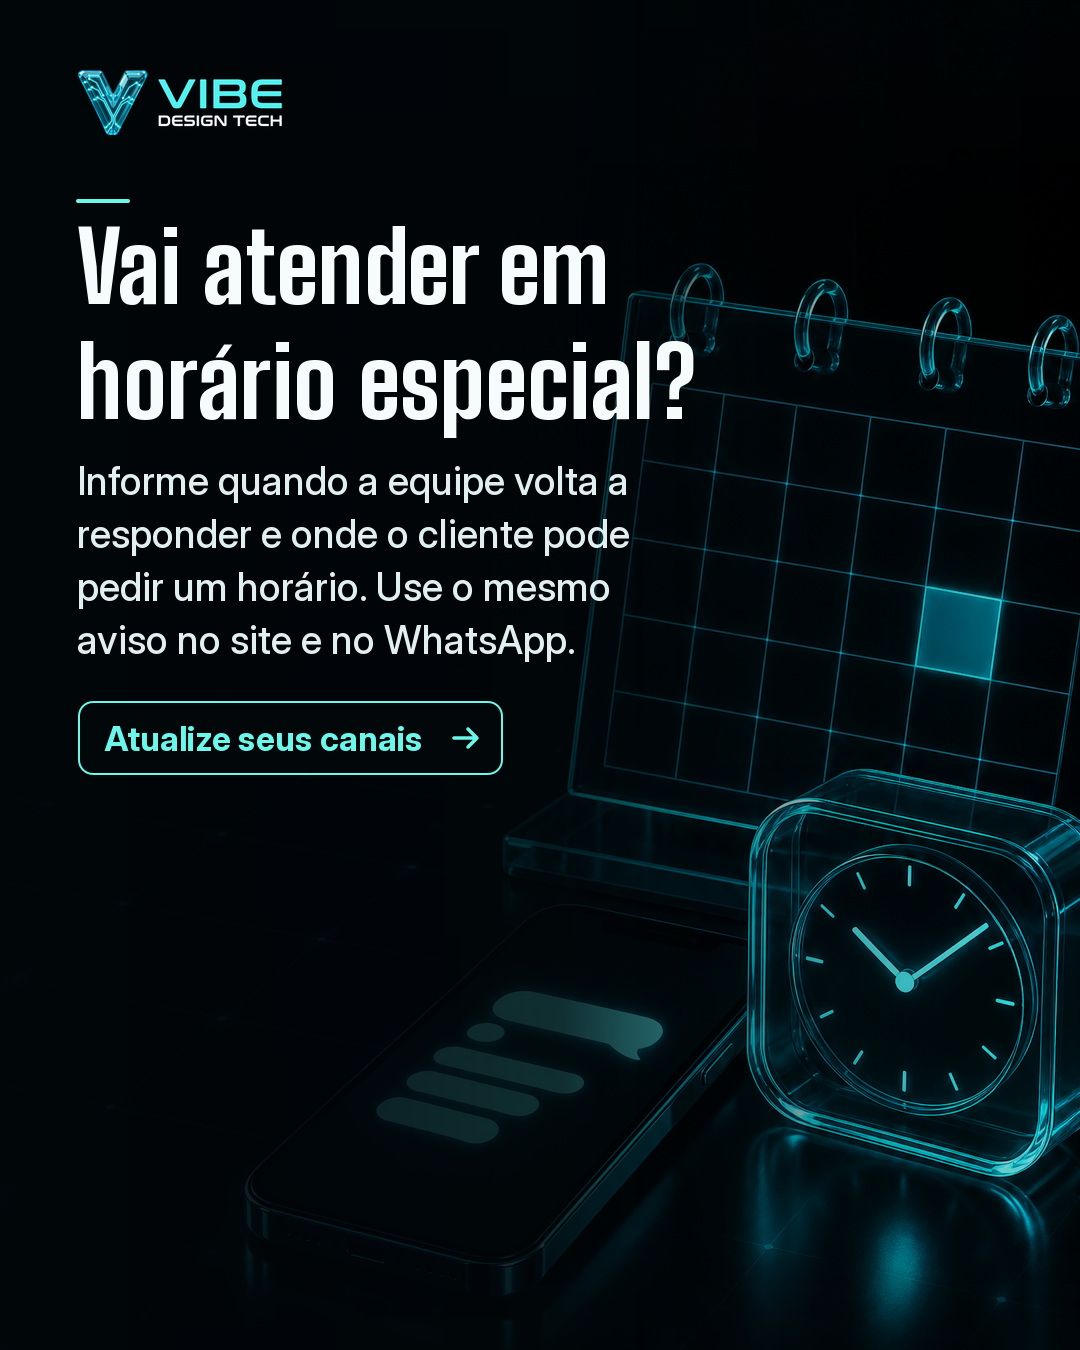 VIBE
DESIGN TECH
Vai atender em
horário especial?
Informe quando a equipe volta a
responder e onde o cliente pode
pedir um horário. Use o mesmo
aviso no site e no WhatsApp.
Atualize seus canais →